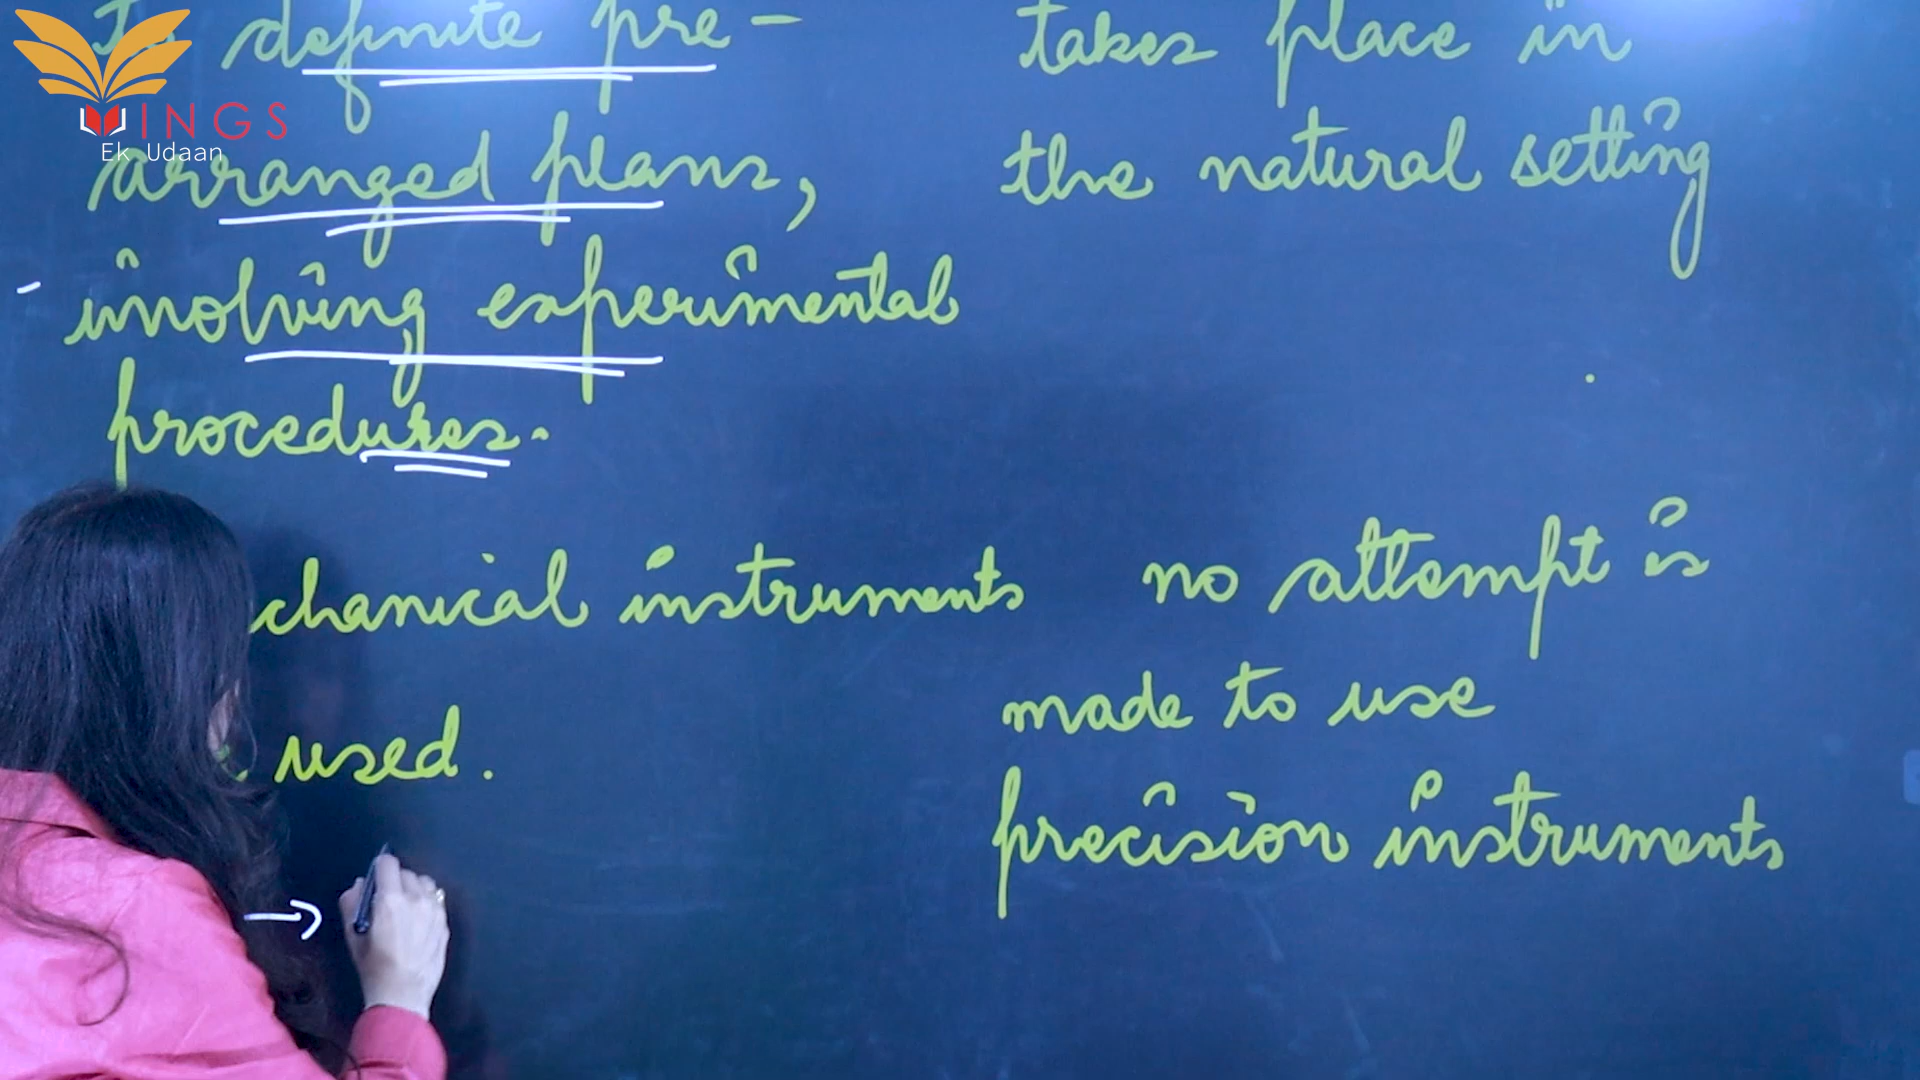 WINGS
Ek Udaan
definite pre-
arranged plans,
involving experimental
procedures.
chanical instruments
used.
takes place in
the natural setting
no attempt is
made to use
precision instruments